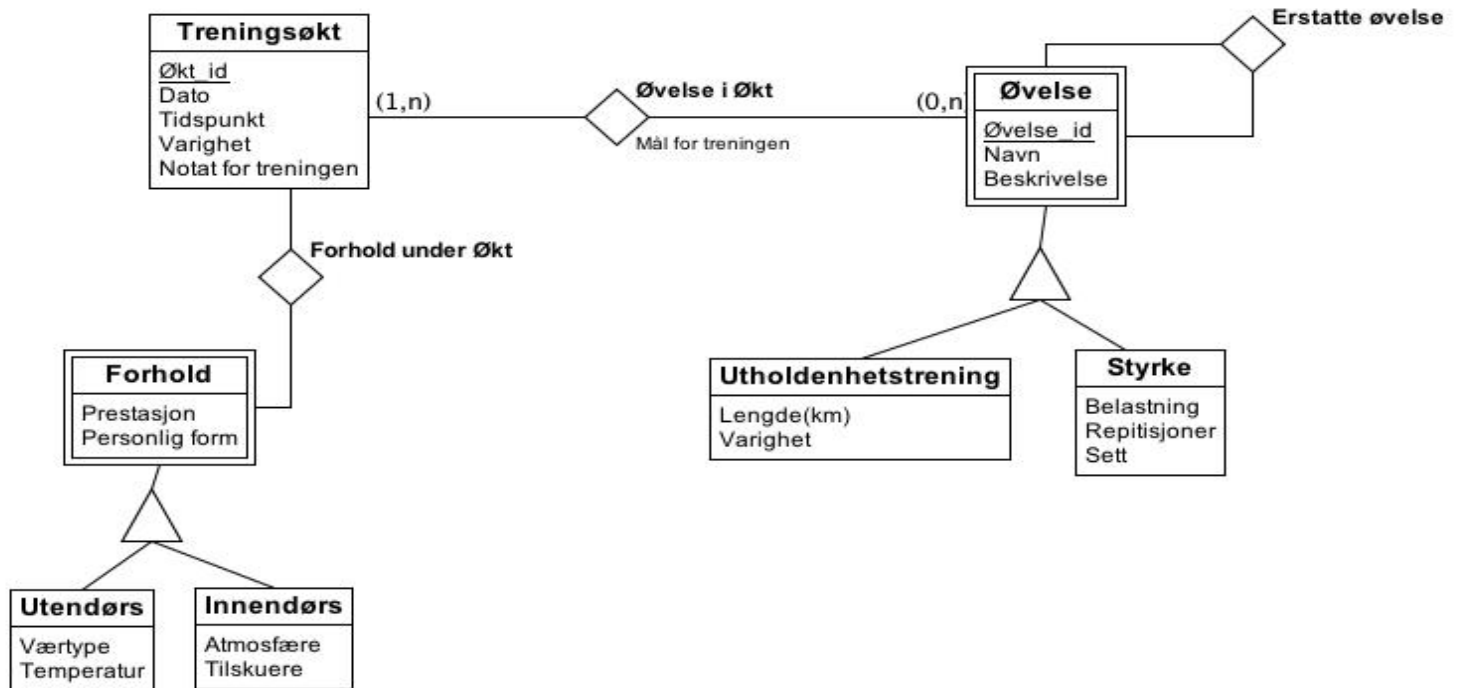 Treningsøkt
Økt_id
Dato
Tidspunkt
Varighet
Notat for treningen
(1,n)
Øvelse i Økt
Mål for treningen
(0,n)
Erstatte øvelse
Øvelse
Øvelse_id
Navn
Beskrivelse
Forhold under Økt
Forhold
Prestasjon
Personlig form
Utholdenhetstrening
Lengde(km)
Varighet
Styrke
Belastning
Repitisjoner
Sett
Utendørs
Værtype
Temperatur
Innendørs
Atmosfære
Tilskuere